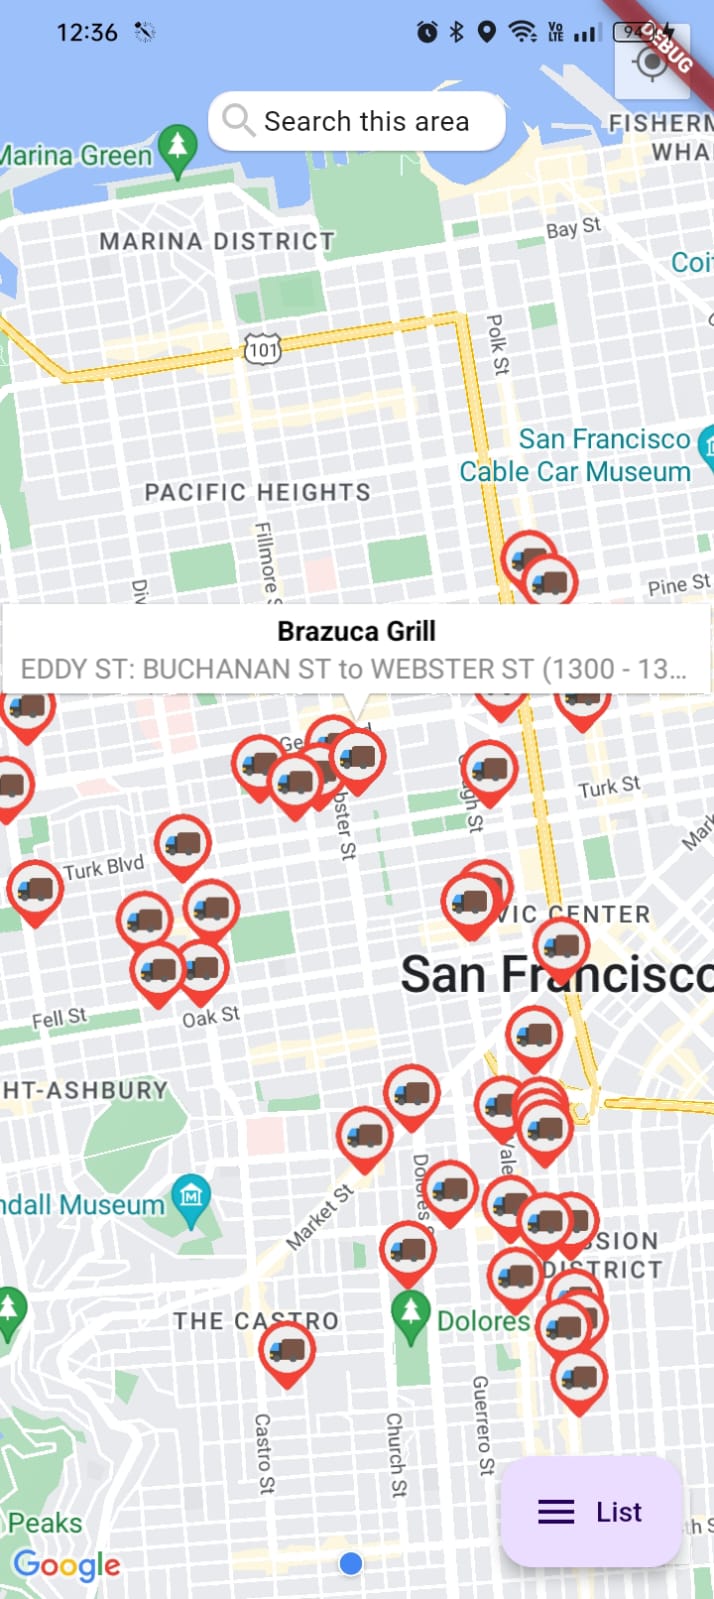 12:36
Vo LTE
94
DEBUG
Search this area
FISHERM
WHA
Marina Green
MARINA DISTRICT
Bay St
Coi
101
Polk St
San Francisco
Cable Car Museum
PACIFIC HEIGHTS
Fillmore S
Div
Pine St
Brazuca Grill
EDDY ST: BUCHANAN ST to WEBSTER ST (1300 - 13...
Ge
bster St
gh St
Turk St
Mark
Turk Blvd
VIC CENTER
San Francisco
Fell St
Oak St
HT-ASHBURY
Vale
Dolores S
ndall Museum
Market St
SSION
DISTRICT
THE CASTRO
Dolores
Castro St
Church St
Guerrero St
List
th S
Peaks
Google